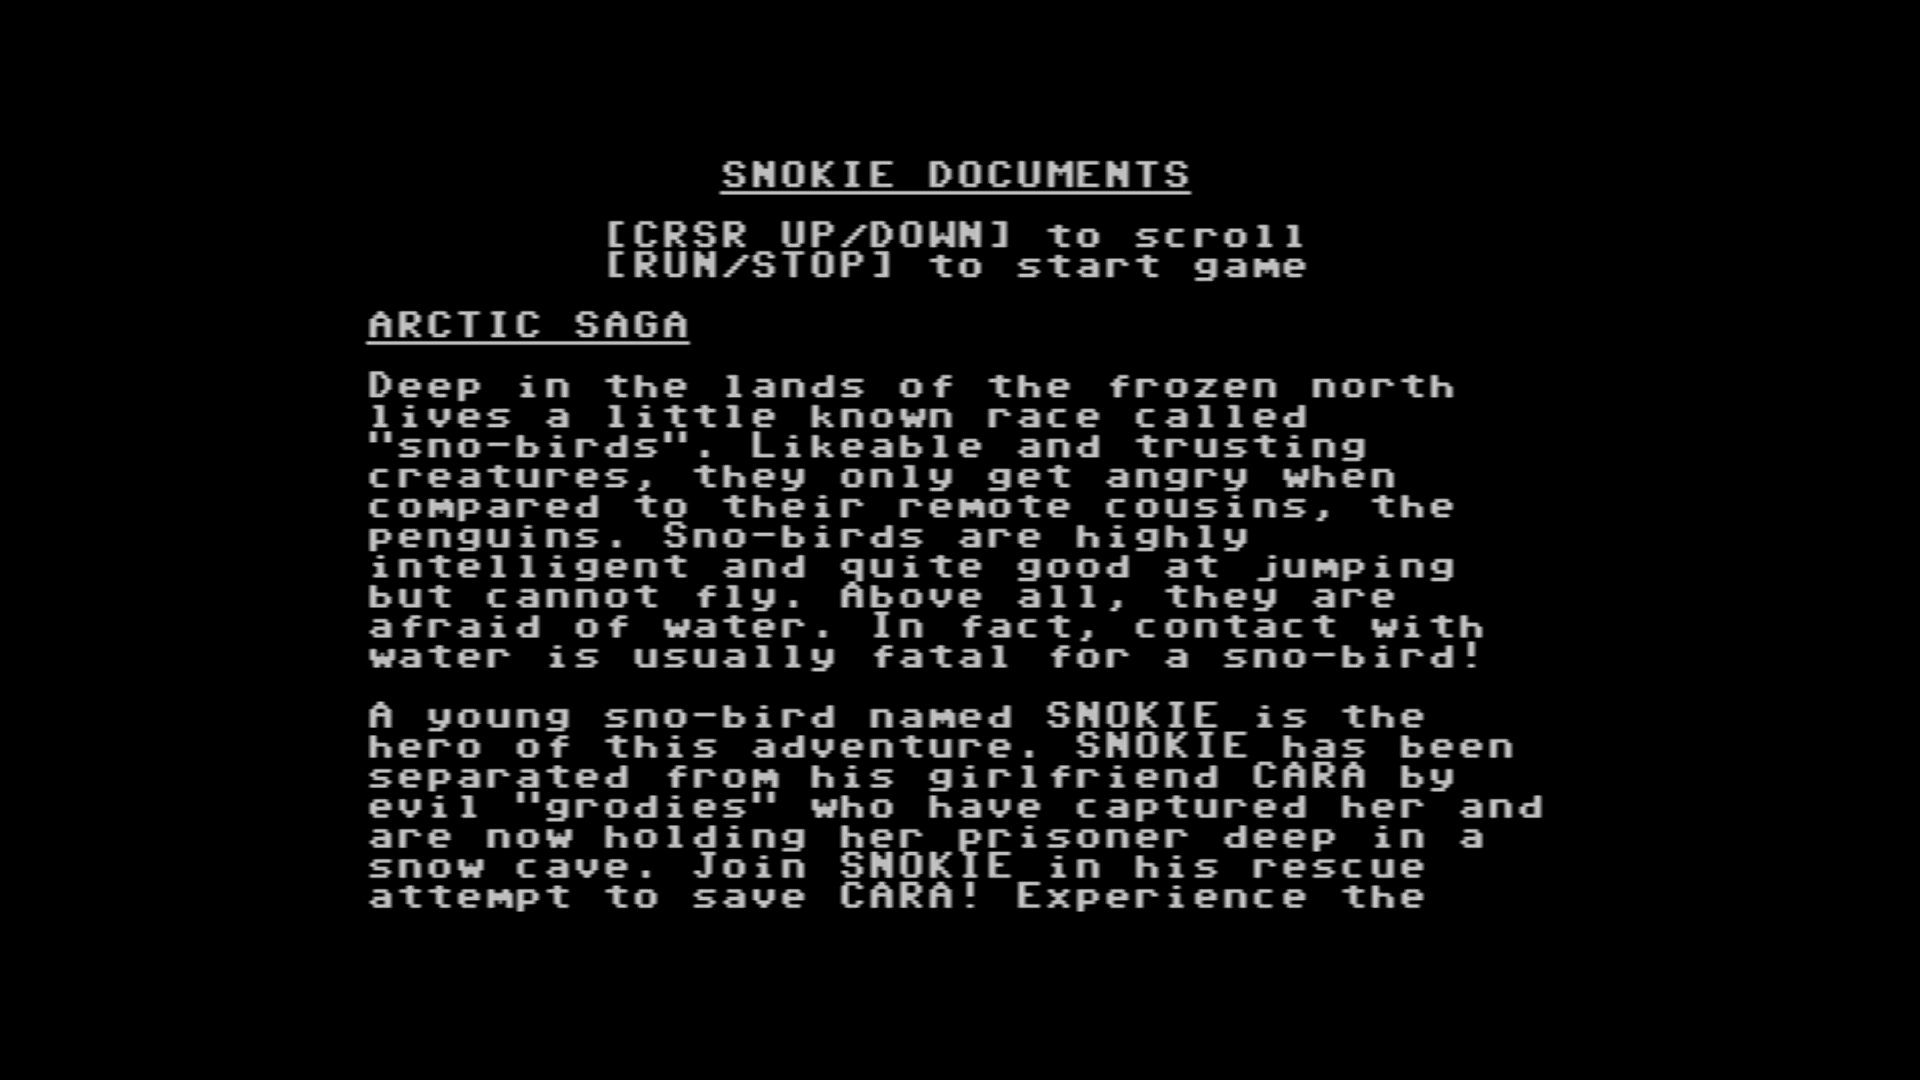 SNOKIE DOCUMENTS
[CRSR UP/DOWN] to scroll
[RUN/STOP] to start game
ARCTIC SAGA
Deep in the lands of the frozen north
lives a little known race called
"sno-birds". Likeable and trusting
creatures, they only get angry when
compared to their remote cousins, the
penguins. Sno-birds are highly
intelligent and quite good at jumping
but cannot fly. Above all, they are
afraid of water. In fact, contact with
water is usually fatal for a sno-bird!
A young sno-bird named SNOKIE is the
hero of this adventure. SNOKIE has been
separated from his girlfriend CARA by
evil "grodies" who have captured her and
are now holding her prisoner deep in a
snow cave. Join SNOKIE in his rescue
attempt to save CARA! Experience the